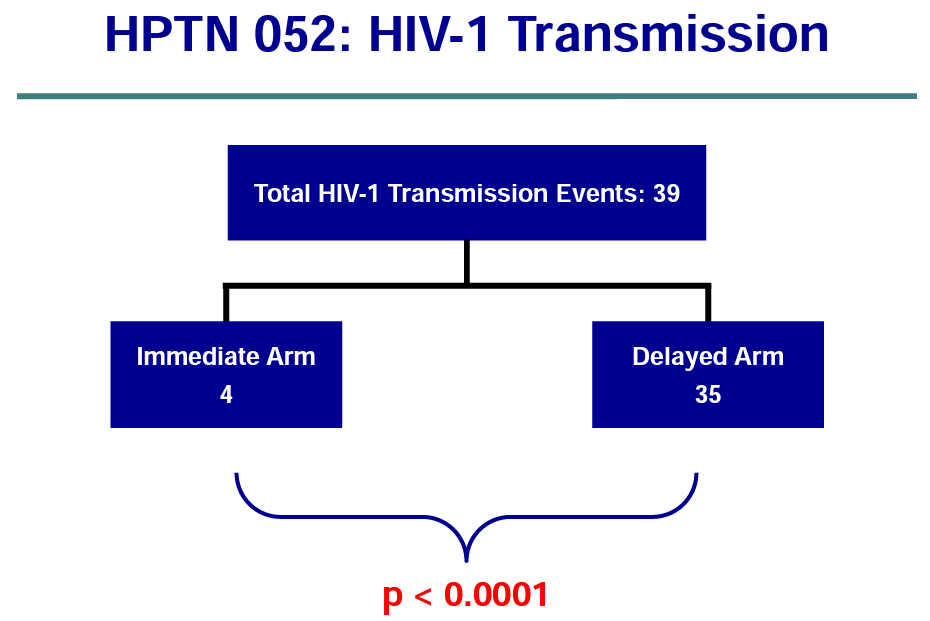 HPTN 052: HIV-1 Transmission
Total HIV-1 Transmission Events: 39
Immediate Arm
4
Delayed Arm
35
p < 0.0001